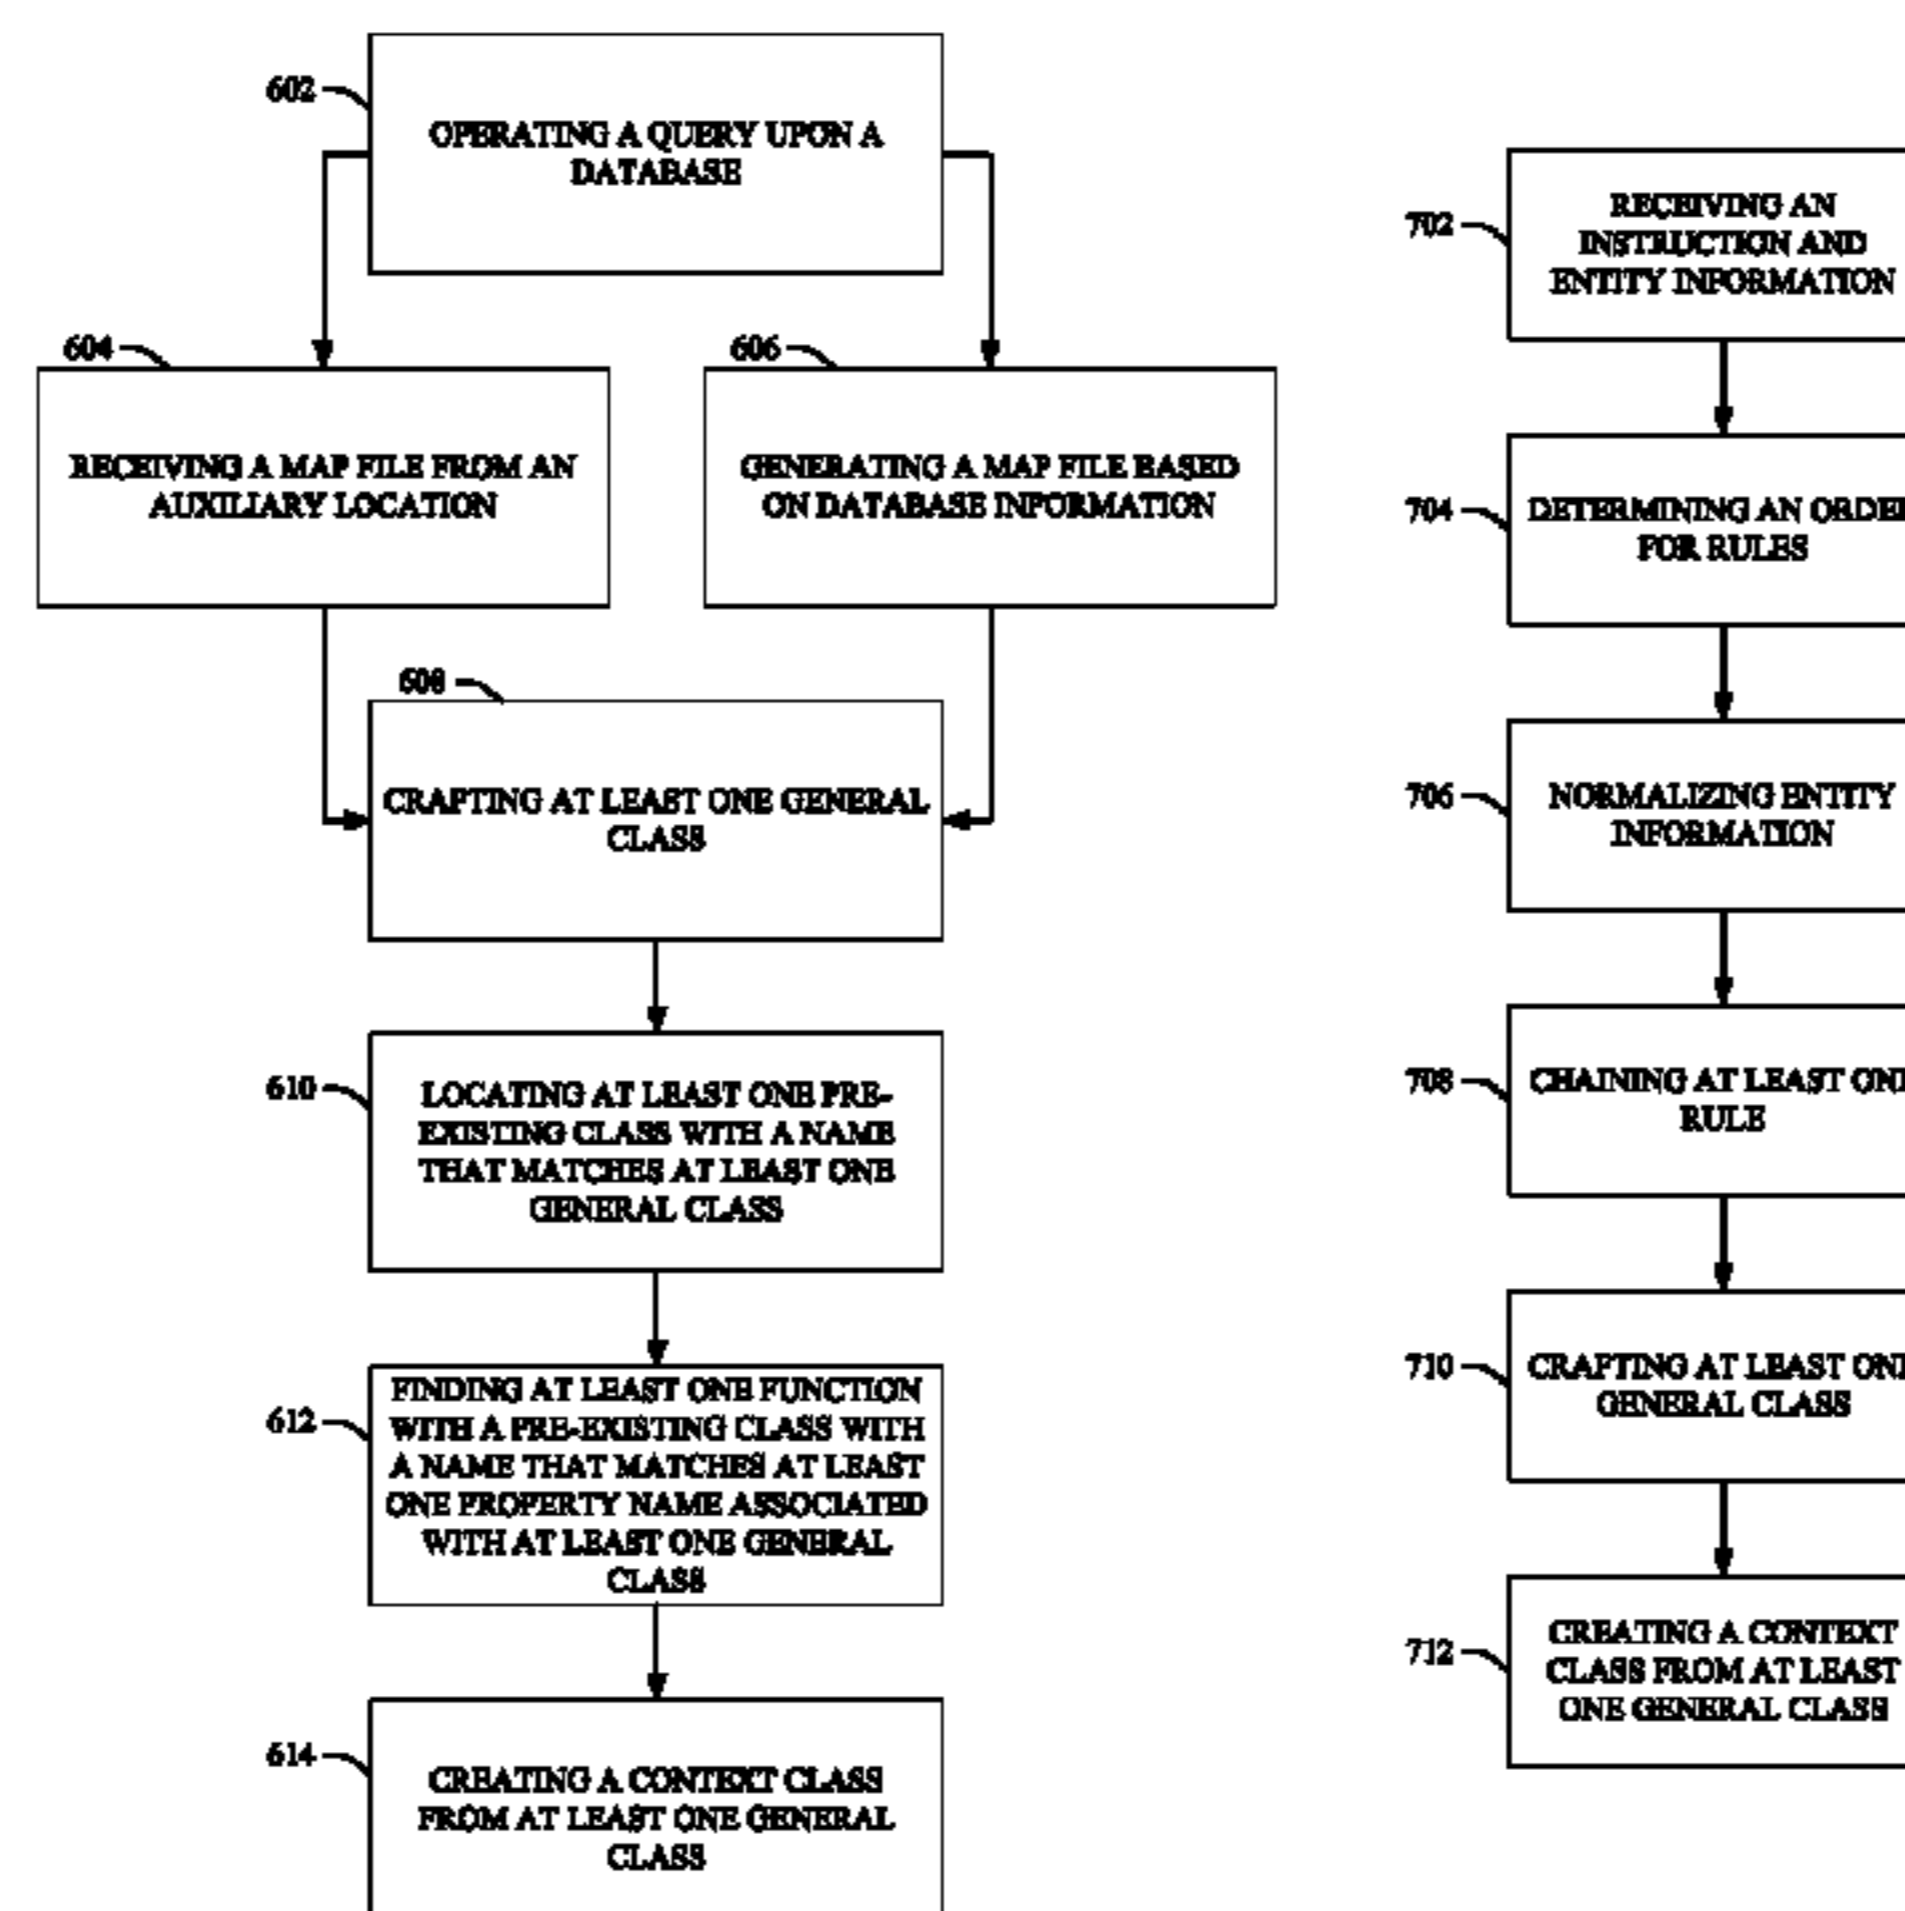 602
OPERATING A QUERY UPON A
DATABASE
604
RECEIVING A MAP FILE FROM AN
AUXILIARY LOCATION
606
GENERATING A MAP FILE BASED
ON DATABASE INFORMATION
608
CRAFTING AT LEAST ONE GENERAL
CLASS
610
LOCATING AT LEAST ONE PRE-
EXISTING CLASS WITH A NAME
THAT MATCHES AT LEAST ONE
GENERAL CLASS
612
FINDING AT LEAST ONE FUNCTION
WITH A PRE-EXISTING CLASS WITH
A NAME THAT MATCHES AT LEAST
ONE PROPERTY NAME ASSOCIATED
WITH AT LEAST ONE GENERAL
CLASS
614
CREATING A CONTEXT CLASS
FROM AT LEAST ONE GENERAL
CLASS
702
RECEIVING AN
INSTRUCTION AND
ENTITY INFORMATION
704
DETERMINING AN ORDER
FOR RULES
706
NORMALIZING ENTITY
INFORMATION
708
CHAINING AT LEAST ONE
RULE
710
CRAFTING AT LEAST ONE
GENERAL CLASS
712
CREATING A CONTEXT
CLASS FROM AT LEAST
ONE GENERAL CLASS